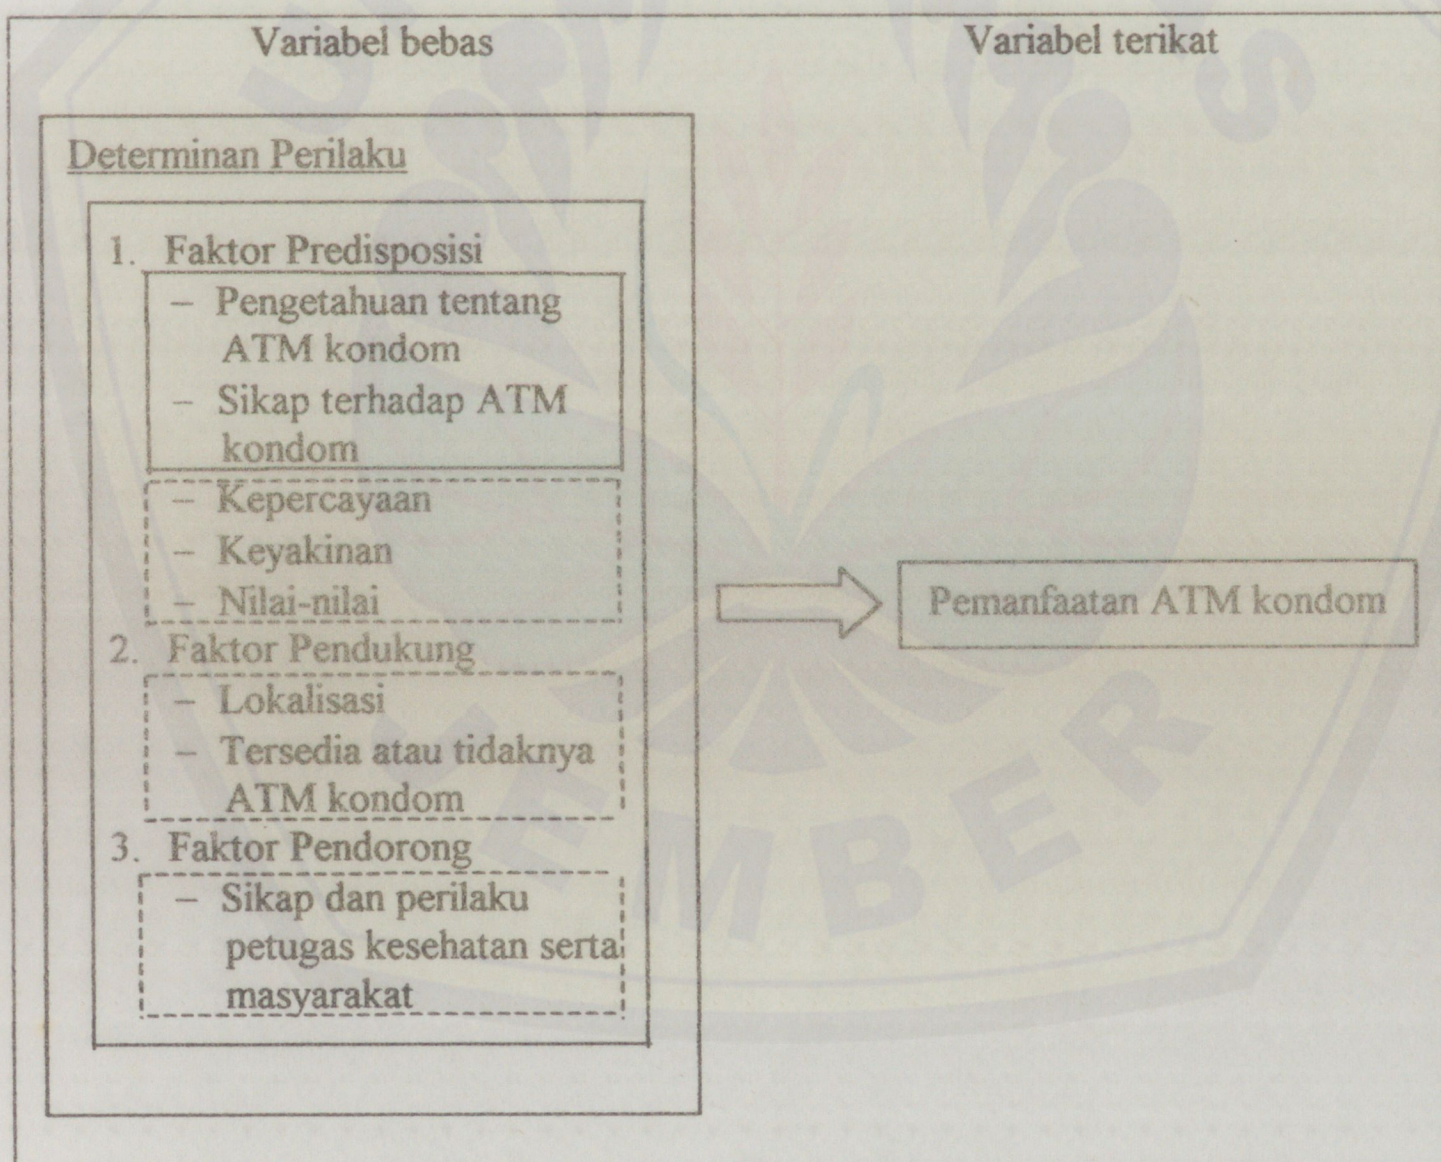 Variabel bebas
Variabel terikat
Determinan Perilaku
1. Faktor Predisposisi
– Pengetahuan tentang
ATM kondom
– Sikap terhadap ATM
kondom
– Kepercayaan
– Keyakinan
– Nilai-nilai
2. Faktor Pendukung
– Lokalisasi
– Tersedia atau tidaknya
ATM kondom
3. Faktor Pendorong
– Sikap dan perilaku
petugas kesehatan serta
masyarakat
Pemanfaatan ATM kondom